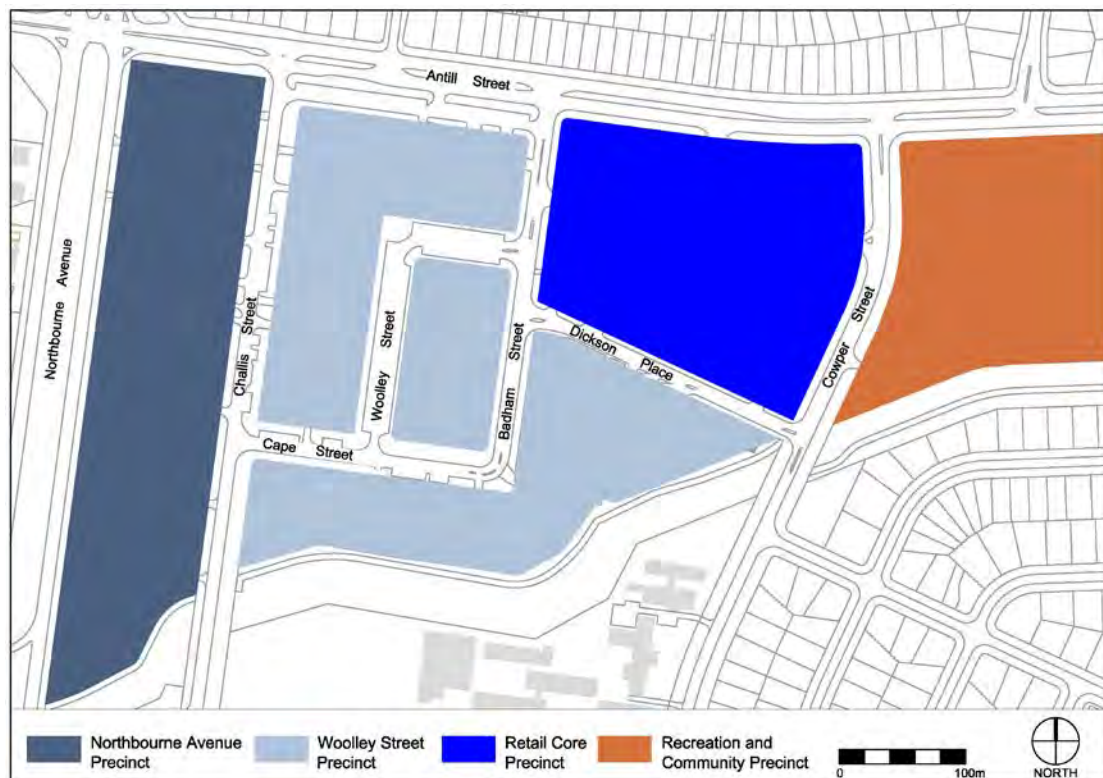 Antill Street
Northbourne Avenue
Challis Street
Woolley Street
Badham Street
Dickson Place
Cowper Street
Cape Street
Northbourne Avenue
Precinct
Woolley Street
Precinct
Retail Core
Precinct
Recreation and
Community Precinct
0
100m
NORTH